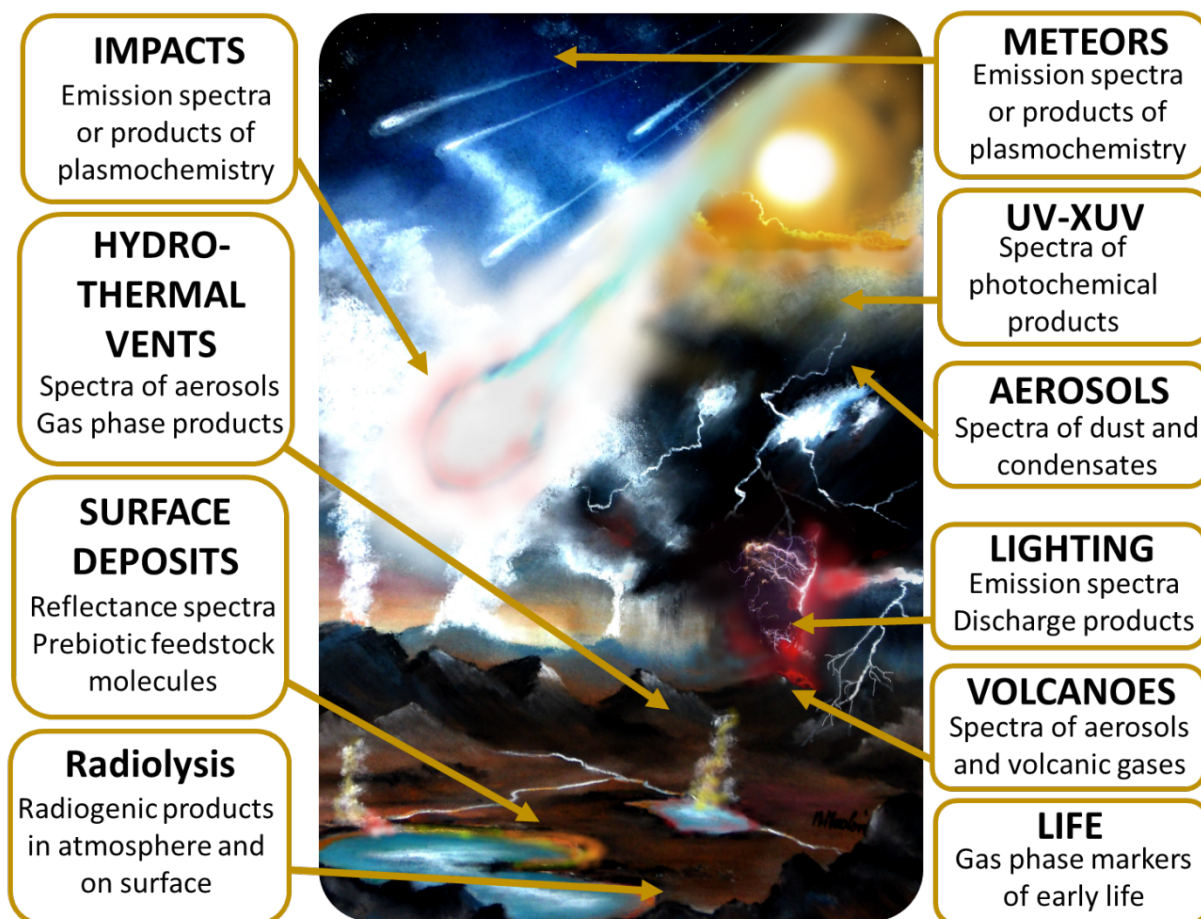 IMPACTS
Emission spectra
or products of
plasmochemistry
HYDRO-
THERMAL
VENTS
Spectra of aerosols
Gas phase products
SURFACE
DEPOSITS
Reflectance spectra
Prebiotic feedstock
molecules
Radiolysis
Radiogenic products
in atmosphere and
on surface
METEORS
Emission spectra
or products of
plasmochemistry
UV-XUV
Spectra of
photochemical
products
AEROSOLS
Spectra of dust and
condensates
LIGHTING
Emission spectra
Discharge products
VOLCANOES
Spectra of aerosols
and volcanic gases
LIFE
Gas phase markers
of early life